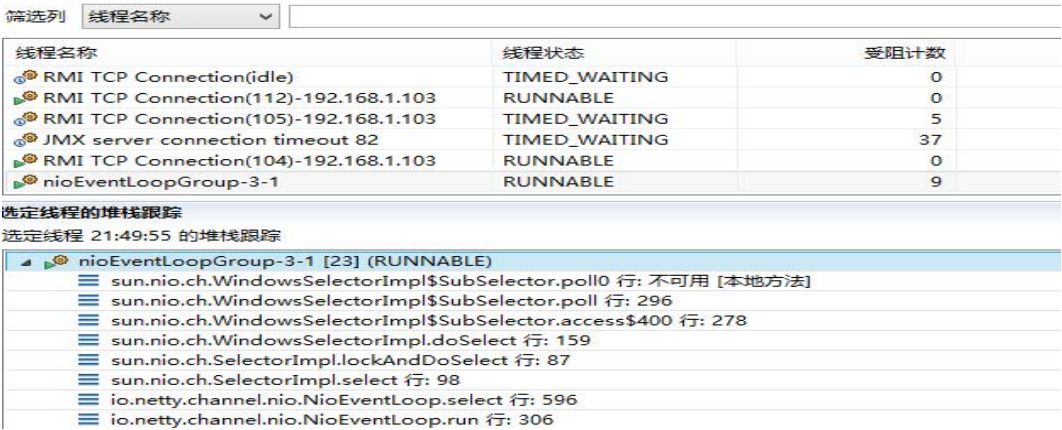 筛选列 线程名称
线程名称 线程状态 受阻计数
RMI TCP Connection(idle) TIMED_WAITING 0
RMI TCP Connection(112)-192.168.1.103 RUNNABLE 0
RMI TCP Connection(105)-192.168.1.103 TIMED_WAITING 5
JMX server connection timeout 82 TIMED_WAITING 37
RMI TCP Connection(104)-192.168.1.103 RUNNABLE 0
nioEventLoopGroup-3-1 RUNNABLE 9
选定线程的堆栈跟踪
选定线程 21:49:55 的堆栈跟踪
nioEventLoopGroup-3-1 [23] (RUNNABLE)
sun.nio.ch.WindowsSelectorImpl$SubSelector.poll0 行: 不可用 [本地方法]
sun.nio.ch.WindowsSelectorImpl$SubSelector.poll 行: 296
sun.nio.ch.WindowsSelectorImpl$SubSelector.access$400 行: 278
sun.nio.ch.WindowsSelectorImpl.doSelect 行: 159
sun.nio.ch.SelectorImpl.lockAndDoSelect 行: 87
sun.nio.ch.SelectorImpl.select 行: 98
io.netty.channel.nio.NioEventLoop.select 行: 596
io.netty.channel.nio.NioEventLoop.run 行: 306